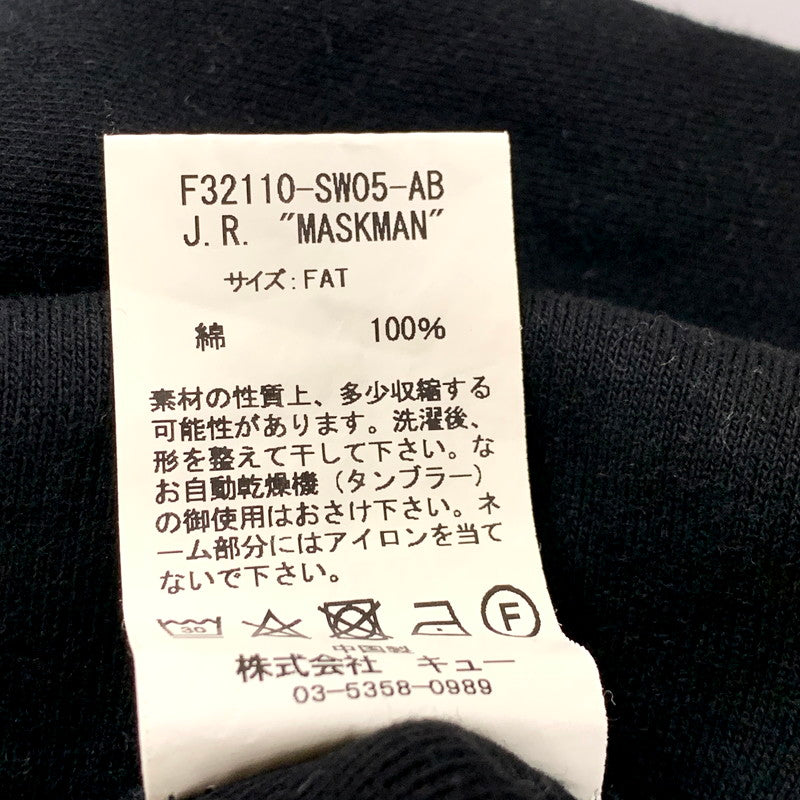 F32110-SW05-AB
J.R. "MASKMAN"
サイズ:FAT
綿 100%
素材の性質上、多少収縮する
可能性があります。洗濯後、
形を整えて干して下さい。な
お自動乾燥機（タンブラー）
の御使用はおさけ下さい。ネ
ーム部分にはアイロンを当て
ないで下さい。
30 F
中国製
株式会社 キュー
03-5358-0989